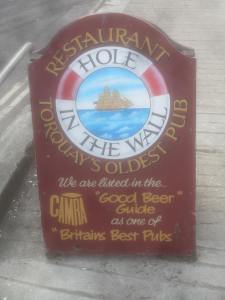 RESTAURANT
HOLE
IN THE WALL
TORQUAY'S OLDEST PUB
We are listed in the...
CAMRA
"Good Beer"
Guide
as one of
"Britains Best Pubs"